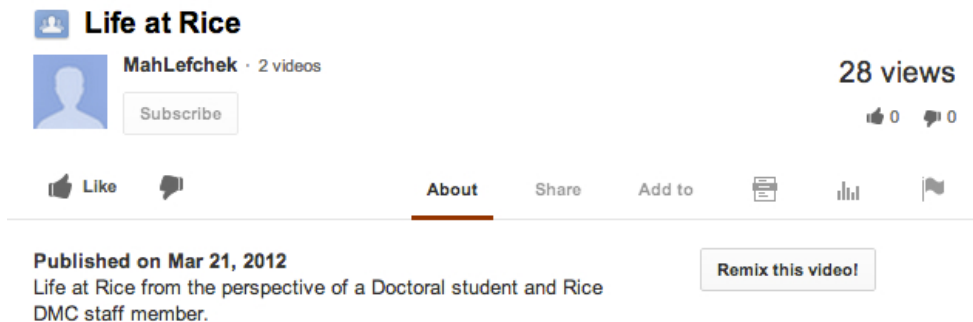 Life at Rice
MahLefchek · 2 videos
Subscribe
28 views
0 0
Like
About Share Add to
Published on Mar 21, 2012
Life at Rice from the perspective of a Doctoral student and Rice
DMC staff member.
Remix this video!